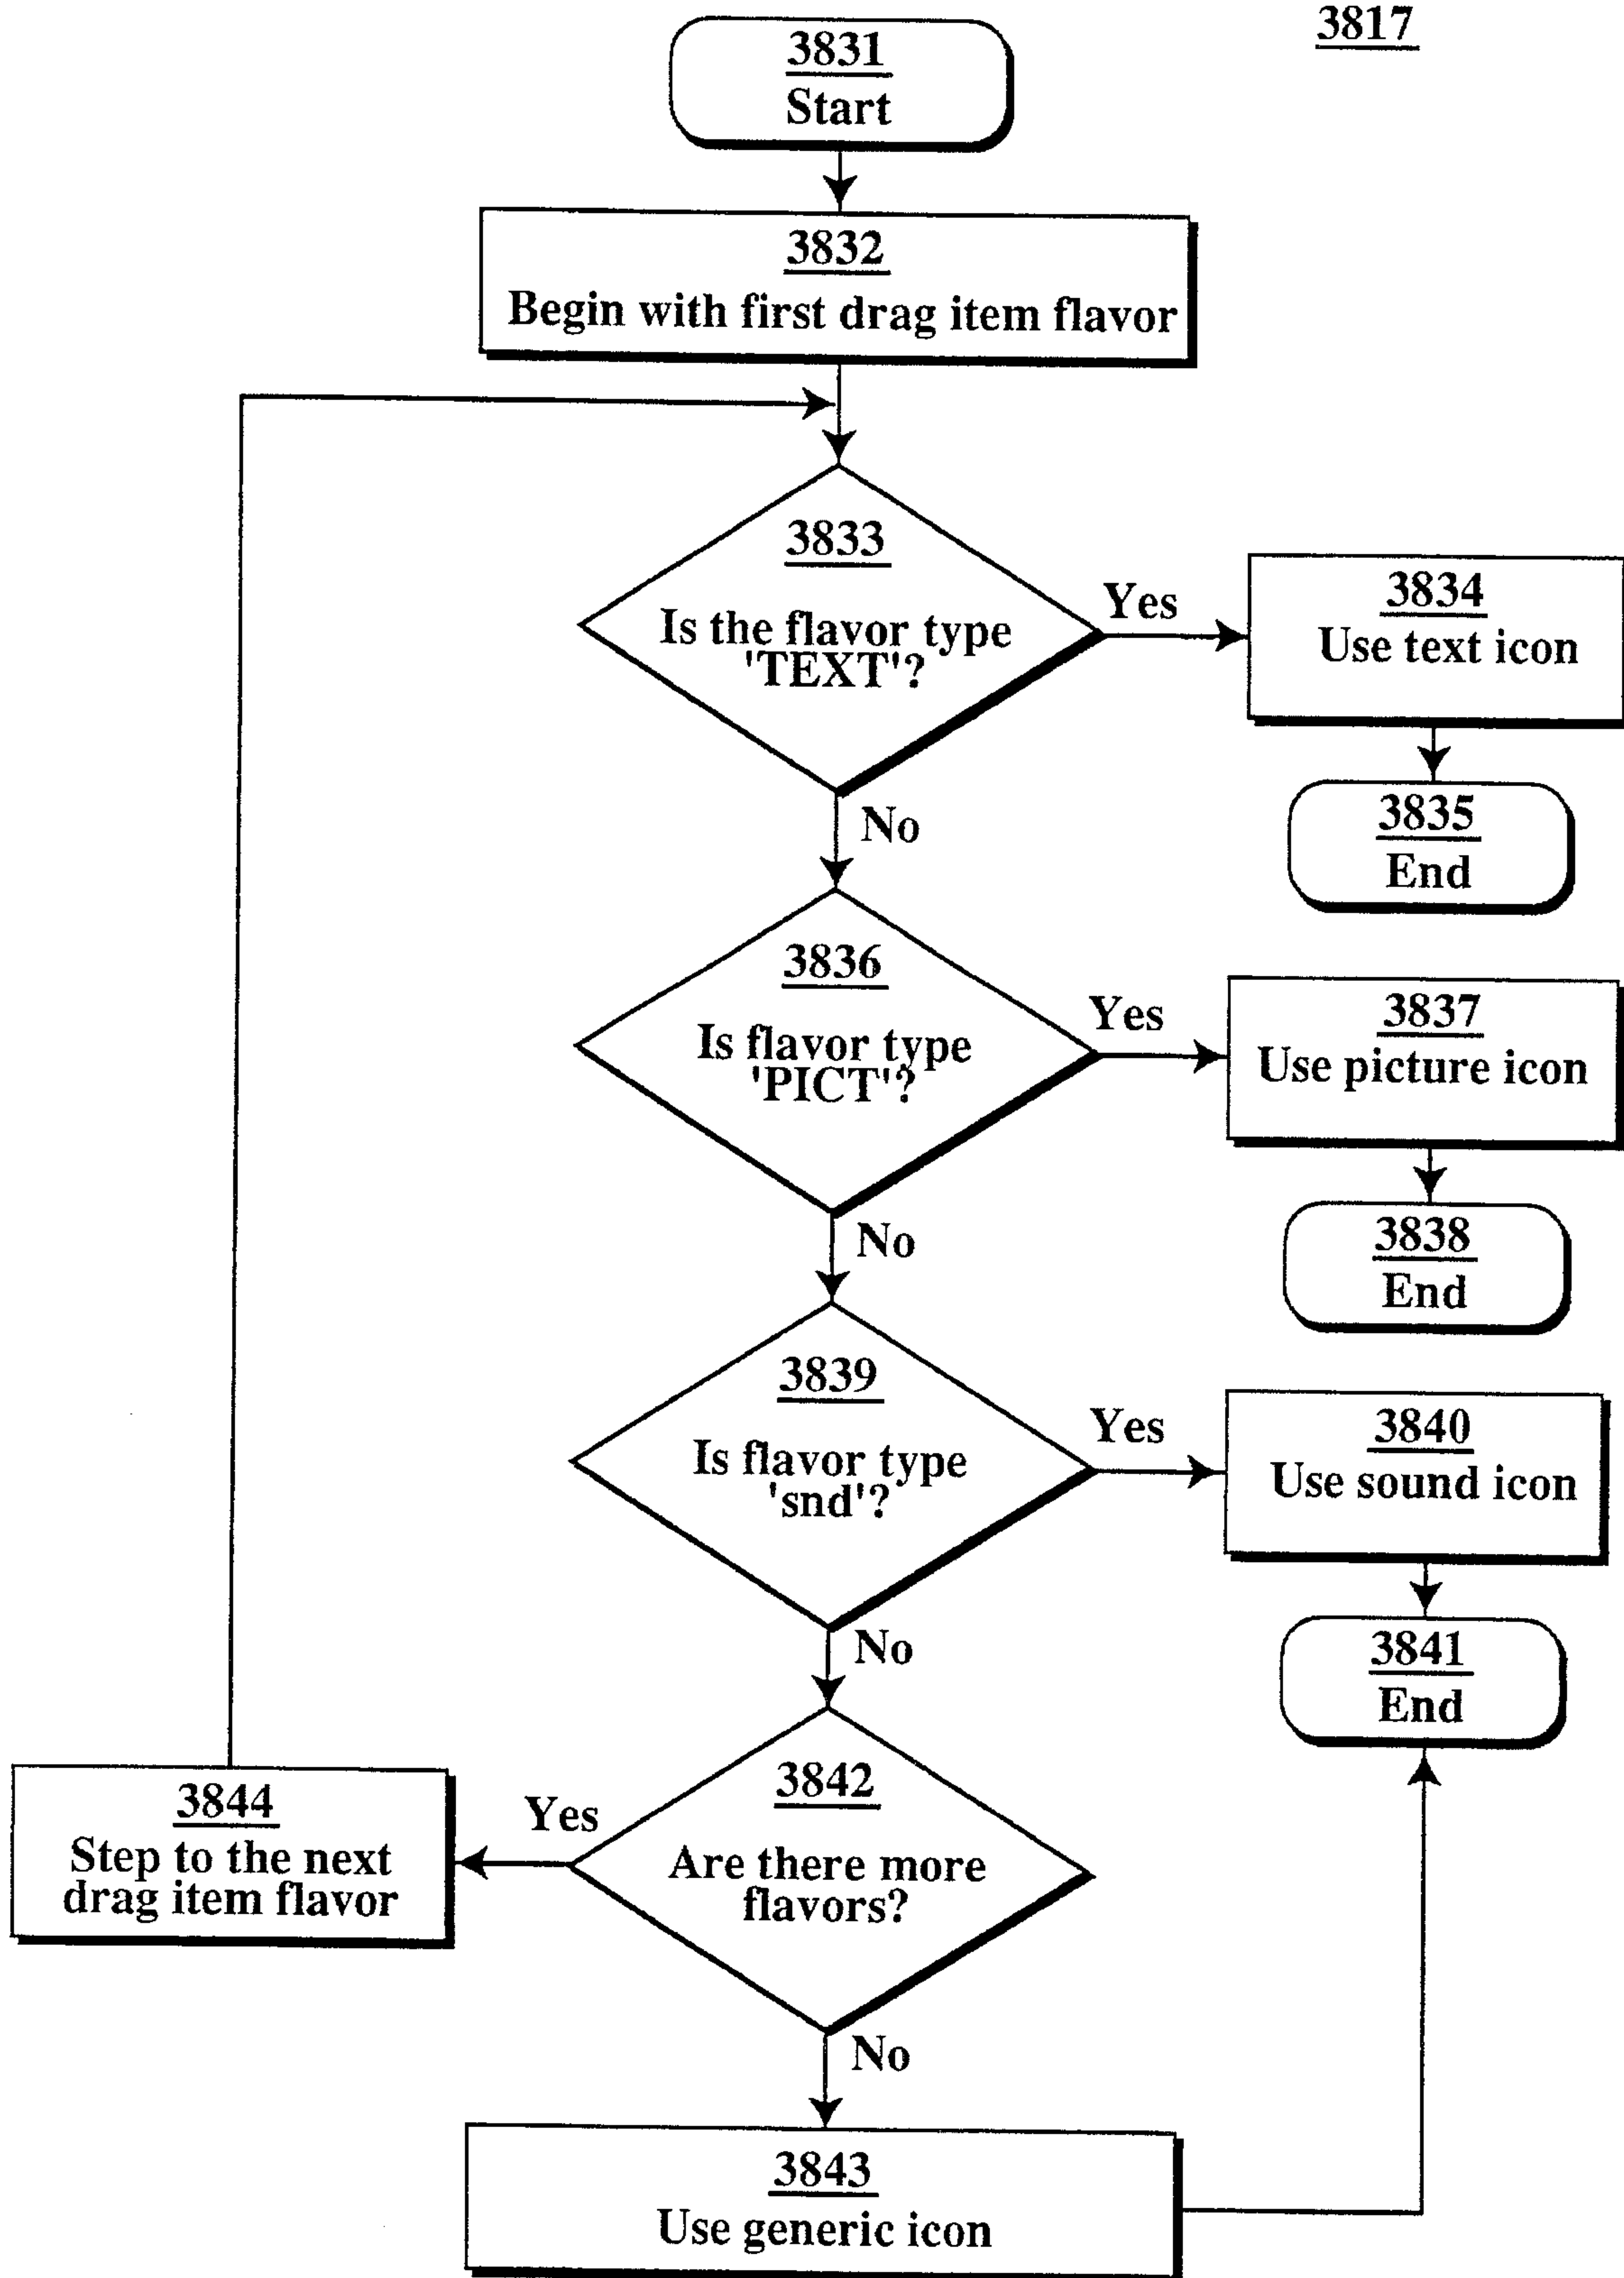 3817
3831
Start
3832
Begin with first drag item flavor
3833
Is the flavor type
'TEXT'?
Yes
3834
Use text icon
3835
End
No
3836
Is flavor type
'PICT'?
Yes
3837
Use picture icon
3838
End
No
3839
Is flavor type
'snd'?
Yes
3840
Use sound icon
3841
End
No
3842
Are there more
flavors?
Yes
3844
Step to the next
drag item flavor
No
3843
Use generic icon